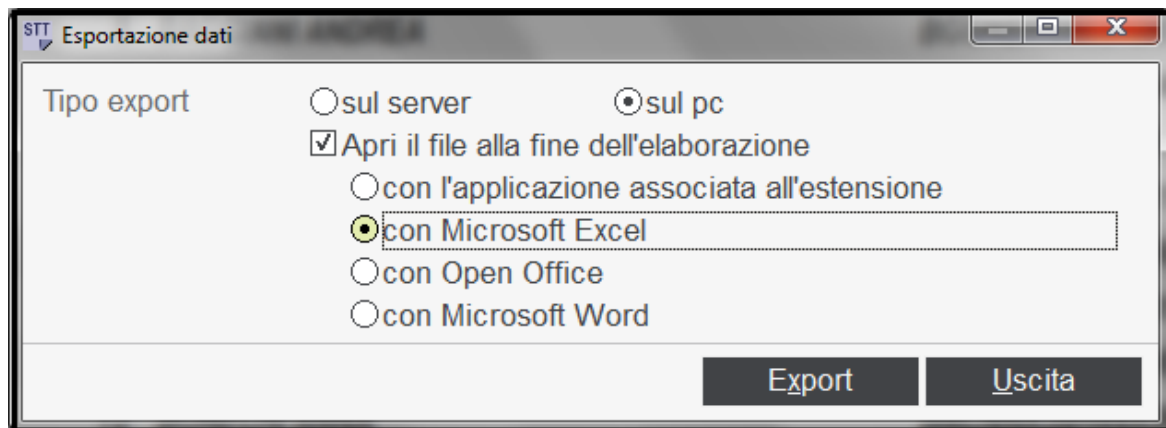 STT Esportazione dati
Tipo export sul server sul pc
Apri il file alla fine dell'elaborazione
con l'applicazione associata all'estensione
con Microsoft Excel
con Open Office
con Microsoft Word
Export Uscita